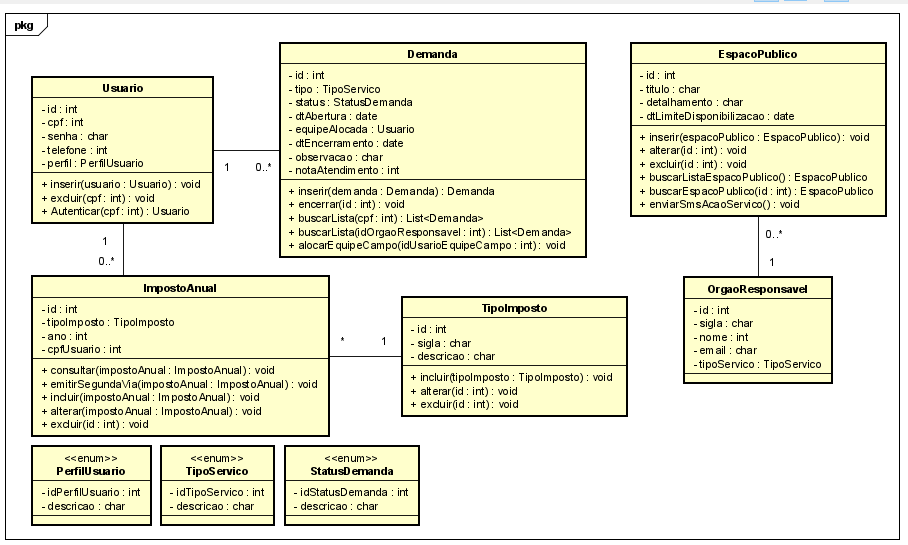 pkg
Usuario
- id : int
- cpf : int
- senha : char
- telefone : int
- perfil : PerfilUsuario
+ inserir(usuario : Usuario) : void
+ excluir(cpf : int) : void
+ Autenticar(cpf : int) : Usuario
1
0..*
Demanda
- id : int
- tipo : TipoServico
- status : StatusDemanda
- dtAbertura : date
- equipeAlocada : Usuario
- dtEncerramento : date
- observacao : char
- notaAtendimento : int
+ inserir(demanda : Demanda) : Demanda
+ encerrar(id : int) : void
+ buscarLista(cpf : int) : List<Demanda>
+ buscarLista(idOrgaoResponsavel : int) : List<Demanda>
+ alocarEquipeCampo(idUsarioEquipeCampo : int) : void
EspacoPublico
- id : int
- titulo : char
- detalhamento : char
- dtLimiteDisponibilizacao : date
+ inserir(espacoPublico : EspacoPublico) : void
+ alterar(id : int) : void
+ excluir(id : int) : void
+ buscarListaEspacoPublico() : EspacoPublico
+ buscarEspacoPublico(id : int) : EspacoPublico
+ enviarSmsAcaoServico() : void
1
0..*
0..*
1
ImpostoAnual
- id : int
- tipoImposto : TipoImposto
- ano : int
- cpfUsuario : int
+ consultar(impostoAnual : ImpostoAnual) : void
+ emitirSegundaVia(impostoAnual : ImpostoAnual) : void
+ incluir(impostoAnual : ImpostoAnual) : void
+ alterar(impostoAnual : ImpostoAnual) : void
+ excluir(id : int) : void
*
1
TipoImposto
- id : int
- sigla : char
- descricao : char
+ incluir(tipoImposto : TipoImposto) : void
+ alterar(id : int) : void
+ excluir(id : int) : void
OrgaoResponsavel
- id : int
- sigla : char
- nome : int
- email : char
- tipoServico : TipoServico
<<enum>>
PerfilUsuario
- idPerfilUsuario : int
- descricao : char
<<enum>>
TipoServico
- idTipoServico : int
- descricao : char
<<enum>>
StatusDemanda
- idStatusDemanda : int
- descricao : char